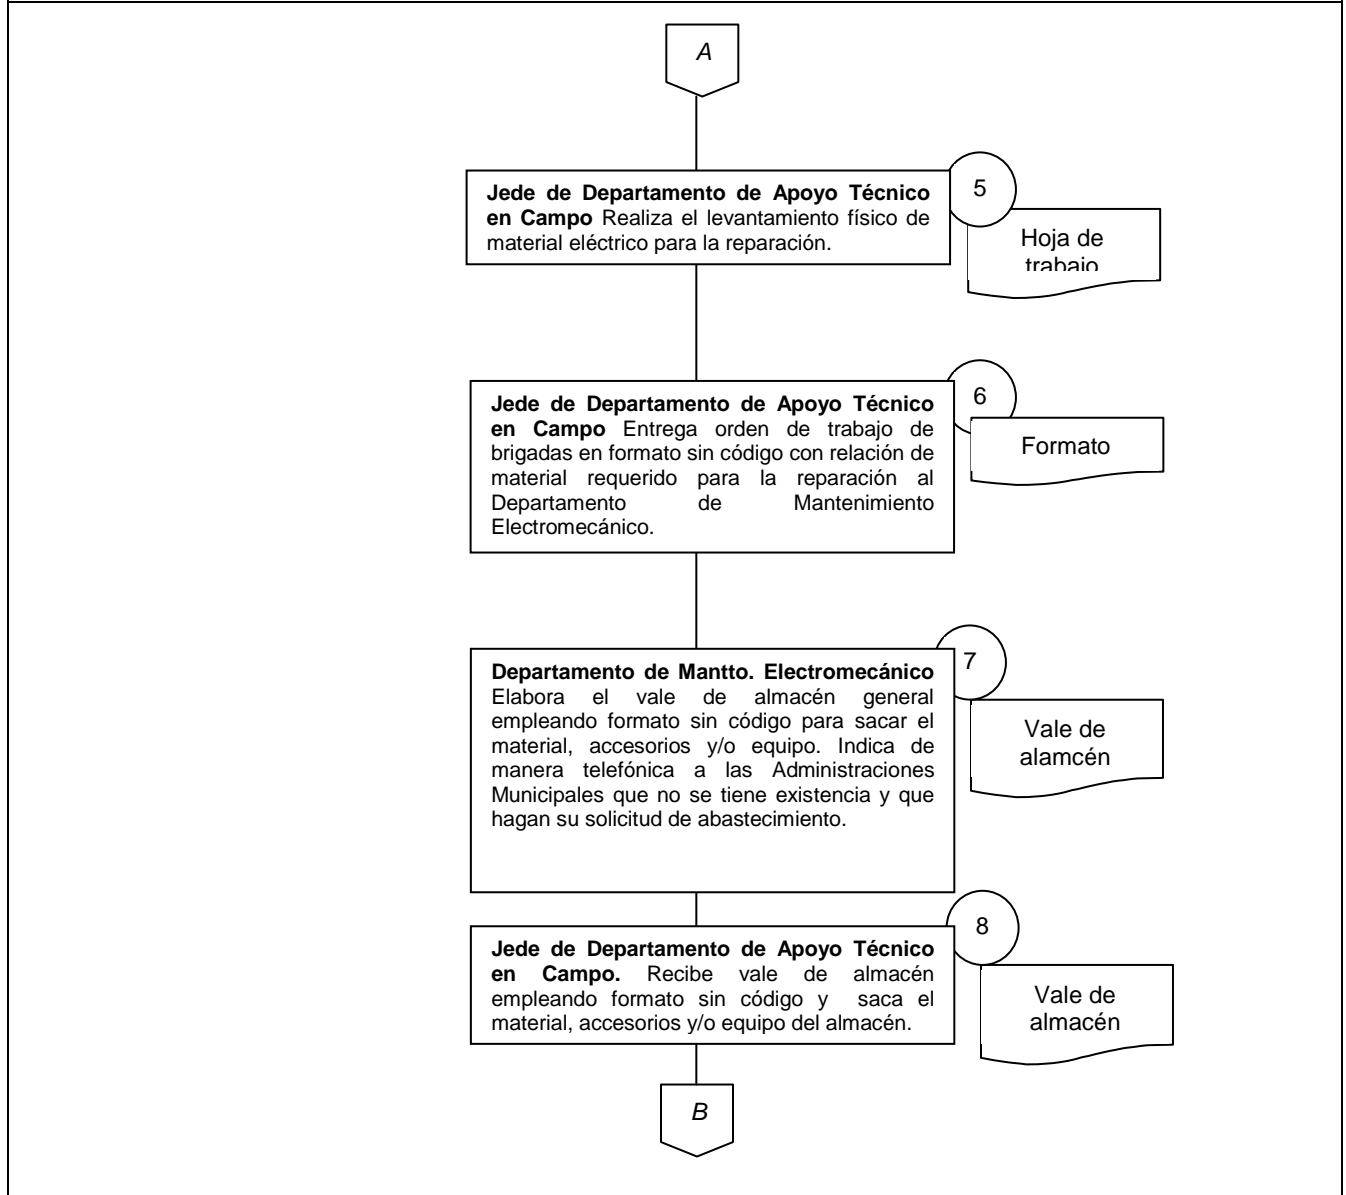 A
Jede de Departamento de Apoyo Técnico
en Campo Realiza el levantamiento físico de
material eléctrico para la reparación.
5
Hoja de
trabajo
Jede de Departamento de Apoyo Técnico
en Campo Entrega orden de trabajo de
brigadas en formato sin código con relación de
material requerido para la reparación al
Departamento de Mantenimiento
Electromecánico.
6
Formato
Departamento de Mantto. Electromecánico
Elabora el vale de almacén general
empleando formato sin código para sacar el
material, accesorios y/o equipo. Indica de
manera telefónica a las Administraciones
Municipales que no se tiene existencia y que
hagan su solicitud de abastecimiento.
7
Vale de
alamcén
Jede de Departamento de Apoyo Técnico
en Campo. Recibe vale de almacén
empleando formato sin código y saca el
material, accesorios y/o equipo del almacén.
8
Vale de
almacén
B